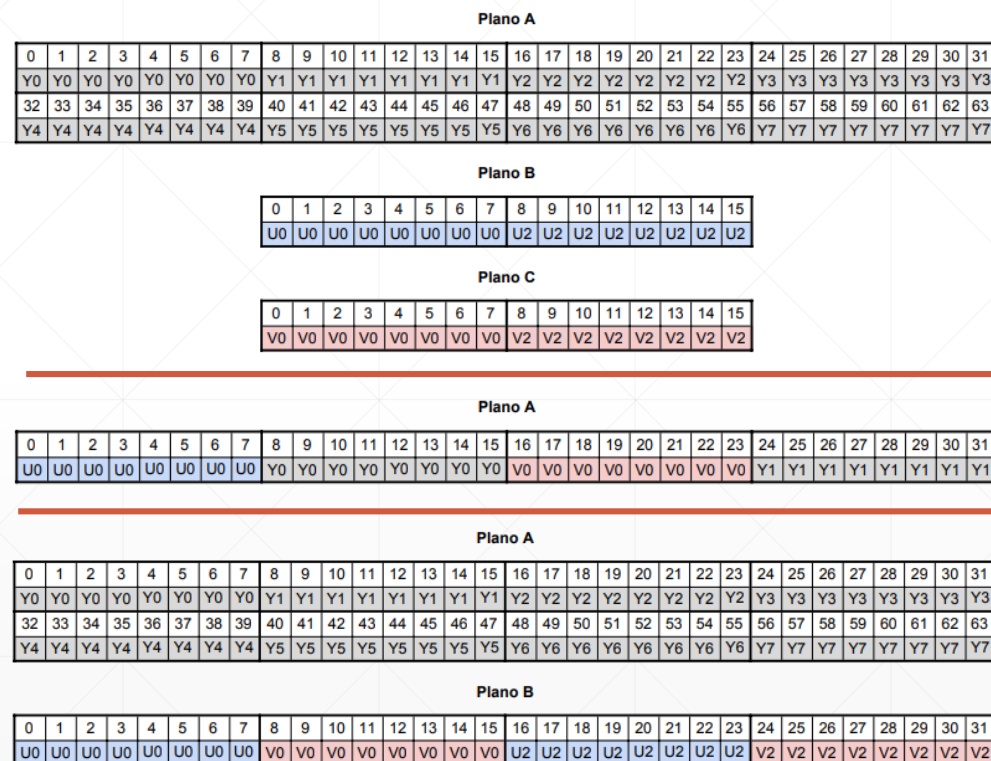 Plano A
0 1 2 3 4 5 6 7 8 9 10 11 12 13 14 15 16 17 18 19 20 21 22 23 24 25 26 27 28 29 30 31
Y0 Y0 Y0 Y0 Y0 Y0 Y0 Y0 Y1 Y1 Y1 Y1 Y1 Y1 Y1 Y1 Y2 Y2 Y2 Y2 Y2 Y2 Y2 Y2 Y3 Y3 Y3 Y3 Y3 Y3 Y3 Y3
32 33 34 35 36 37 38 39 40 41 42 43 44 45 46 47 48 49 50 51 52 53 54 55 56 57 58 59 60 61 62 63
Y4 Y4 Y4 Y4 Y4 Y4 Y4 Y4 Y5 Y5 Y5 Y5 Y5 Y5 Y5 Y5 Y6 Y6 Y6 Y6 Y6 Y6 Y6 Y6 Y7 Y7 Y7 Y7 Y7 Y7 Y7 Y7
Plano B
0 1 2 3 4 5 6 7 8 9 10 11 12 13 14 15
U0 U0 U0 U0 U0 U0 U0 U0 U2 U2 U2 U2 U2 U2 U2 U2
Plano C
0 1 2 3 4 5 6 7 8 9 10 11 12 13 14 15
V0 V0 V0 V0 V0 V0 V0 V0 V2 V2 V2 V2 V2 V2 V2 V2
Plano A
0 1 2 3 4 5 6 7 8 9 10 11 12 13 14 15 16 17 18 19 20 21 22 23 24 25 26 27 28 29 30 31
U0 U0 U0 U0 U0 U0 U0 U0 Y0 Y0 Y0 Y0 Y0 Y0 Y0 Y0 V0 V0 V0 V0 V0 V0 V0 V0 Y1 Y1 Y1 Y1 Y1 Y1 Y1 Y1
Plano A
0 1 2 3 4 5 6 7 8 9 10 11 12 13 14 15 16 17 18 19 20 21 22 23 24 25 26 27 28 29 30 31
Y0 Y0 Y0 Y0 Y0 Y0 Y0 Y0 Y1 Y1 Y1 Y1 Y1 Y1 Y1 Y1 Y2 Y2 Y2 Y2 Y2 Y2 Y2 Y2 Y3 Y3 Y3 Y3 Y3 Y3 Y3 Y3
32 33 34 35 36 37 38 39 40 41 42 43 44 45 46 47 48 49 50 51 52 53 54 55 56 57 58 59 60 61 62 63
Y4 Y4 Y4 Y4 Y4 Y4 Y4 Y4 Y5 Y5 Y5 Y5 Y5 Y5 Y5 Y5 Y6 Y6 Y6 Y6 Y6 Y6 Y6 Y6 Y7 Y7 Y7 Y7 Y7 Y7 Y7 Y7
Plano B
0 1 2 3 4 5 6 7 8 9 10 11 12 13 14 15 16 17 18 19 20 21 22 23 24 25 26 27 28 29 30 31
U0 U0 U0 U0 U0 U0 U0 U0 V0 V0 V0 V0 V0 V0 V0 V0 U2 U2 U2 U2 U2 U2 U2 U2 V2 V2 V2 V2 V2 V2 V2 V2